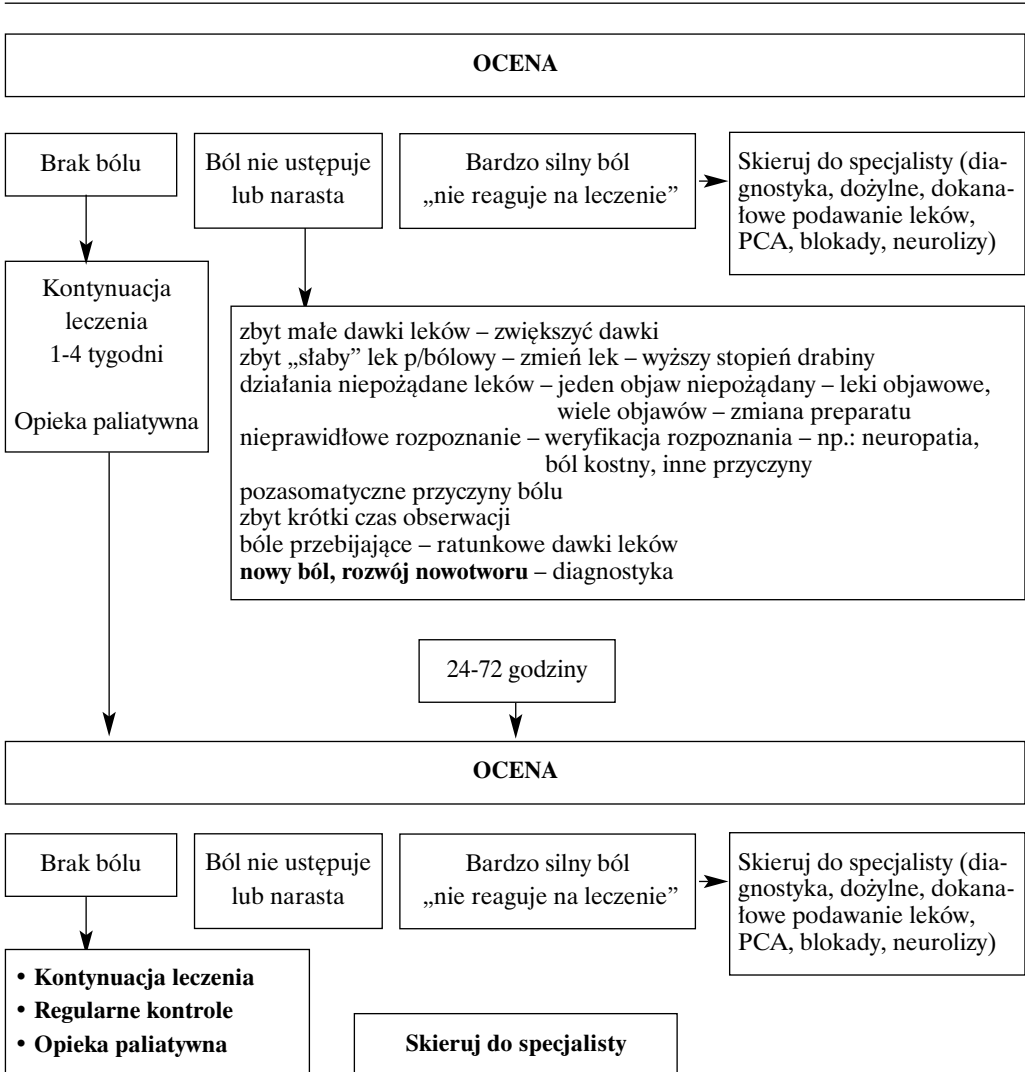 OCENA
Brak bólu
Ból nie ustępuje
lub narasta
Bardzo silny ból
„nie reaguje na leczenie”
Skieruj do specjalisty (dia-
gnostyka, dożylne, dokana-
łowe podawanie leków,
PCA, blokady, neurolizy)
Kontynuacja
leczenia
1-4 tygodni
Opieka paliatywna
zbyt małe dawki leków – zwiększyć dawki
zbyt „słaby” lek p/bólowy – zmień lek – wyższy stopień drabiny
działania niepożądane leków – jeden objaw niepożądany – leki objawowe,
wiele objawów – zmiana preparatu
nieprawidłowe rozpoznanie – weryfikacja rozpoznania – np.: neuropatia,
ból kostny, inne przyczyny
pozasomatyczne przyczyny bólu
zbyt krótki czas obserwacji
bóle przebijające – ratunkowe dawki leków
nowy ból, rozwój nowotworu – diagnostyka
24-72 godziny
OCENA
Brak bólu
Ból nie ustępuje
lub narasta
Bardzo silny ból
„nie reaguje na leczenie”
Skieruj do specjalisty (dia-
gnostyka, dożylne, dokana-
łowe podawanie leków,
PCA, blokady, neurolizy)
• Kontynuacja leczenia
• Regularne kontrole
• Opieka paliatywna
Skieruj do specjalisty